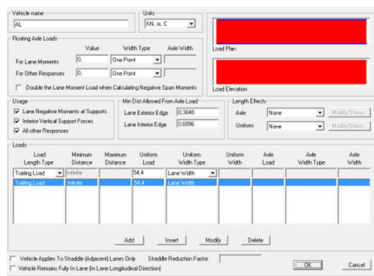 Vehicle name
AL
Units
KN, m, C
Floating Axle Loads
Value Width Type Axle Width
For Lane Moments 0, One Point
For Other Responses 0, One Point
Double the Lane Moment Load when Calculating Negative Span Moments
Load Plan
Load Elevation
Usage
Lane Negative Moments at Supports
Interior Vertical Support Forces
All other Responses
Min Dist Allowed From Axle Load
Lane Exterior Edge 0,3048
Lane Interior Edge 0,6096
Length Effects
Axle None Modify/Show...
Uniform None Modify/Show...
Loads
Load Length Type Minimum Distance Maximum Distance Uniform Load Uniform Width Type Uniform Width Axle Load Axle Width Type Axle Width
Trailing Load Infinite 54,4 Lane Width
Trailing Load Infinite 54,4 Lane Width
Add Insert Modify Delete
Vehicle Applies To Straddle (Adjacent) Lanes Only Straddle Reduction Factor
Vehicle Remains Fully In Lane (In Lane Longitudinal Direction)
OK Cancel